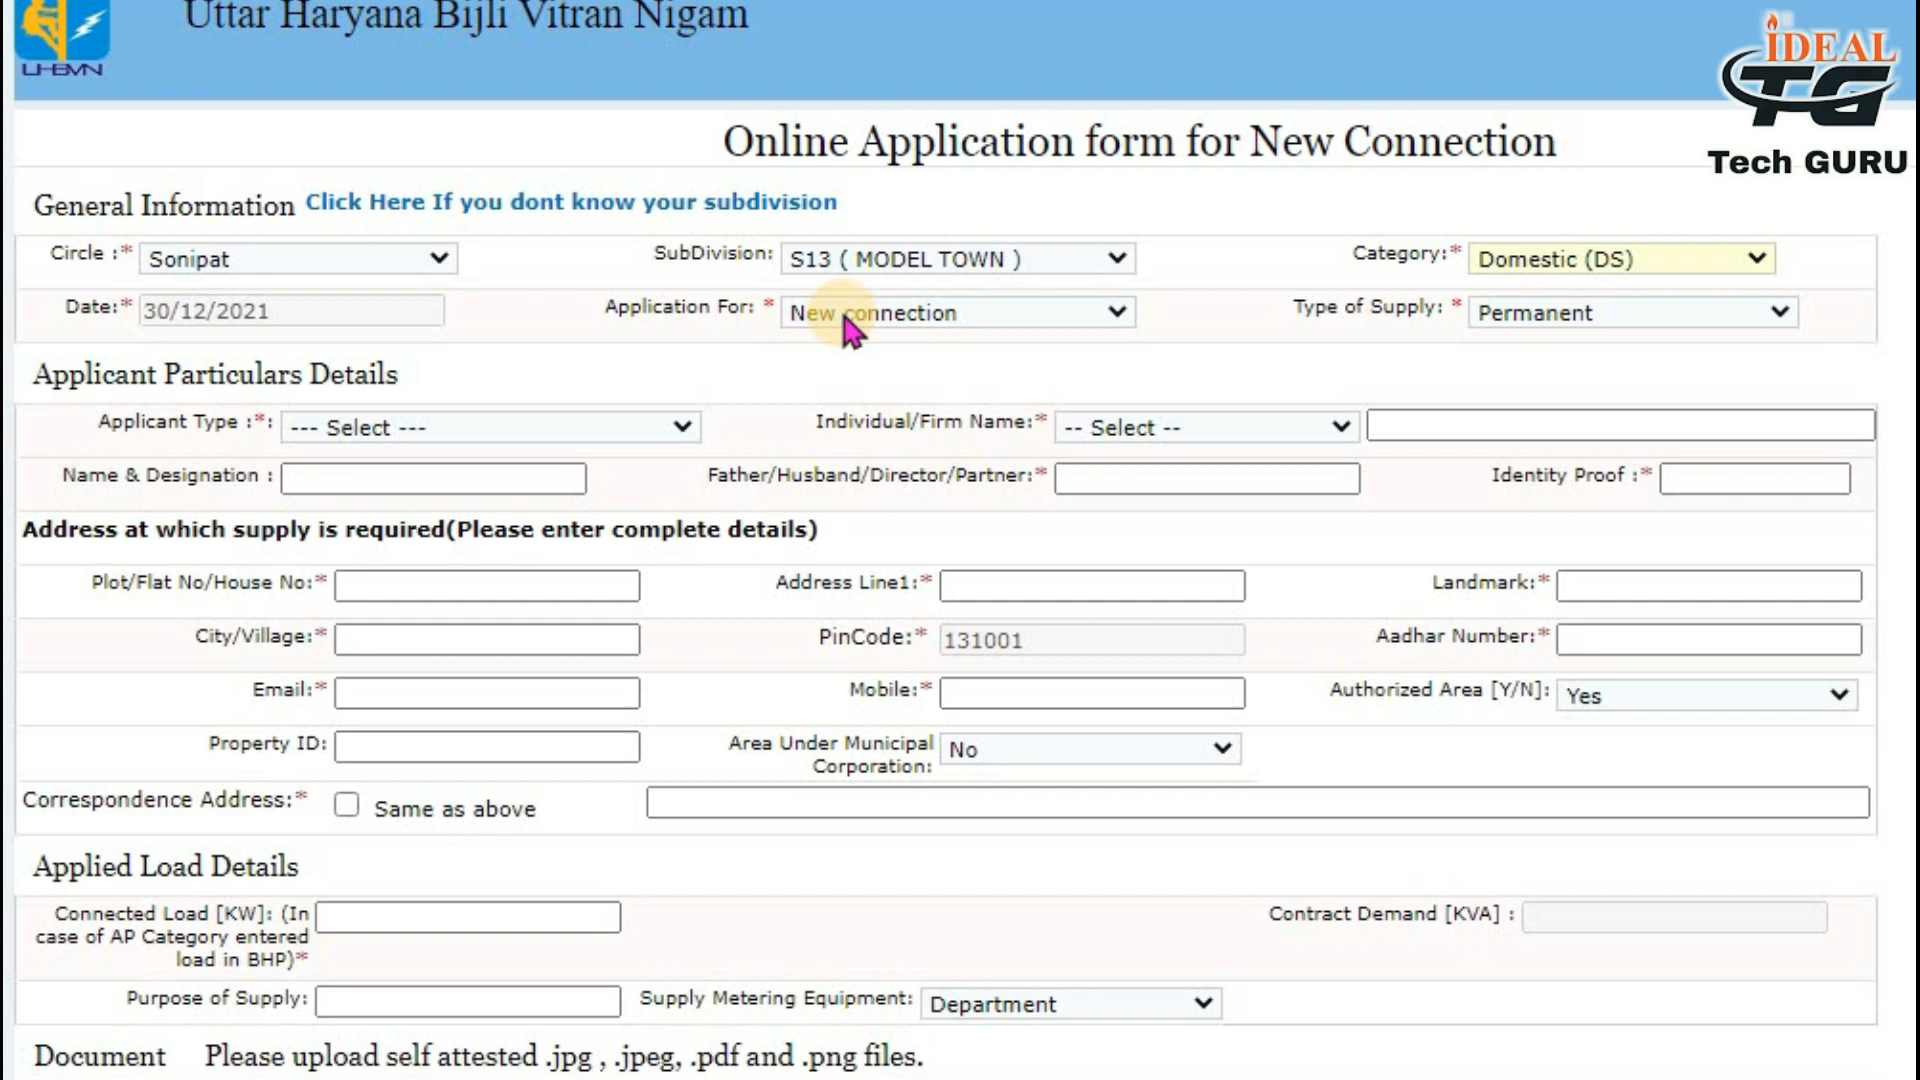 Uttar Haryana Bijli Vitran Nigam
UHBVN
iDEAL
TG
Tech GURU
Online Application form for New Connection
General Information Click Here If you dont know your subdivision
Circle :* Sonipat SubDivision: S13 ( MODEL TOWN ) Category:* Domestic (DS)
Date:* 30/12/2021 Application For: * New connection Type of Supply: * Permanent
Applicant Particulars Details
Applicant Type :*: --- Select --- Individual/Firm Name:* -- Select --
Name & Designation : Father/Husband/Director/Partner:* Identity Proof :*
Address at which supply is required(Please enter complete details)
Plot/Flat No/House No:* Address Line1:* Landmark:*
City/Village:* PinCode:* 131001 Aadhar Number:*
Email:* Mobile:* Authorized Area [Y/N]: Yes
Property ID: Area Under Municipal Corporation: No
Correspondence Address:* Same as above
Applied Load Details
Connected Load [KW]: (In case of AP Category entered load in BHP)* Contract Demand [KVA] :
Purpose of Supply: Supply Metering Equipment: Department
Document Please upload self attested .jpg , .jpeg, .pdf and .png files.